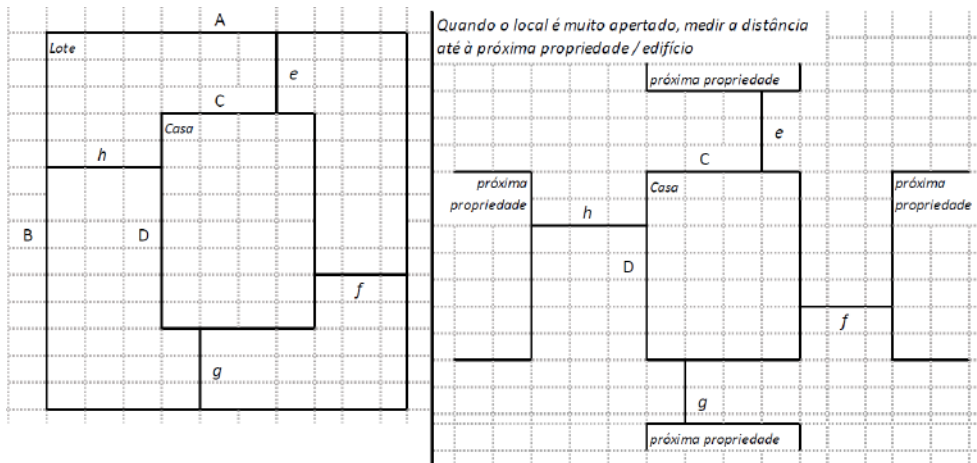 A
Lote
e
C
Casa
h
B
D
f
g
Quando o local é muito apertado, medir a distância
até à próxima propriedade / edifício
próxima propriedade
e
C
próxima
propriedade
Casa
próxima
propriedade
h
D
f
g
próxima propriedade